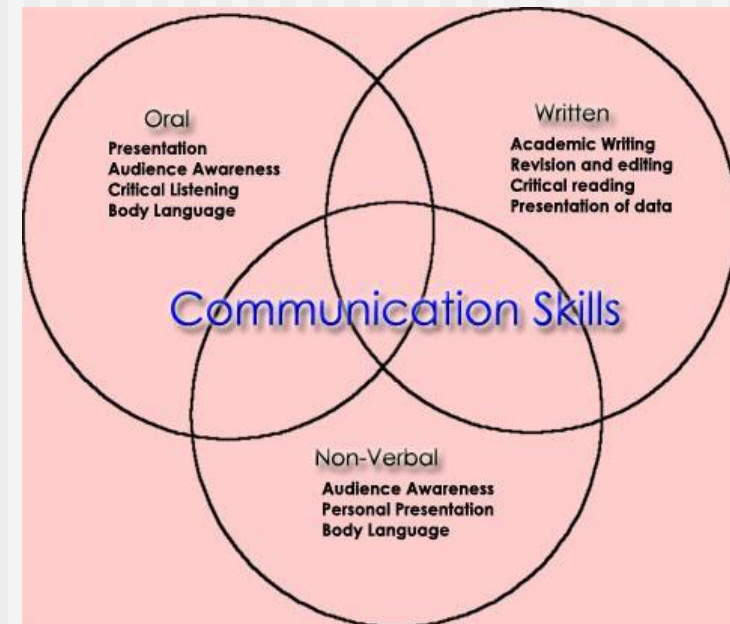 Oral
Presentation
Audience Awareness
Critical Listening
Body Language
Written
Academic Writing
Revision and editing
Critical reading
Presentation of data
Communication Skills
Non-Verbal
Audience Awareness
Personal Presentation
Body Language